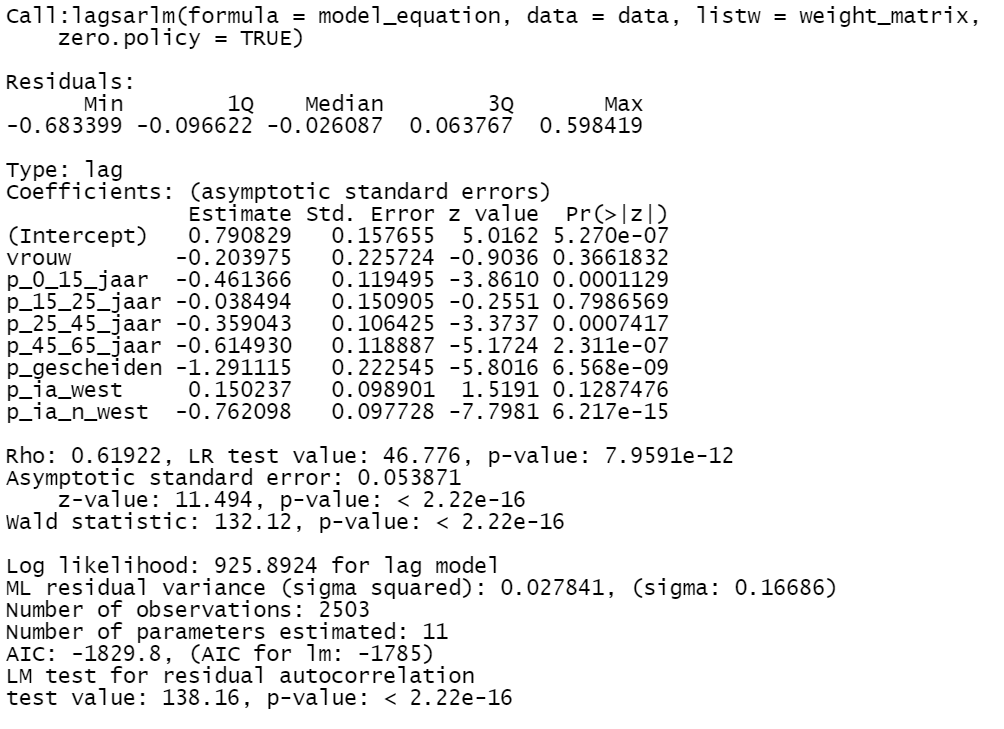 Call:lagsarlm(formula = model_equation, data = data, listw = weight_matrix,
    zero.policy = TRUE)

Residuals:
      Min        1Q    Median        3Q       Max
-0.683399 -0.096622 -0.026087  0.063767  0.598419

Type: lag
Coefficients: (asymptotic standard errors)
              Estimate Std. Error z value  Pr(>|z|)
(Intercept)   0.790829   0.157655  5.0162 5.270e-07
vrouw        -0.203975   0.225724 -0.9036 0.3661832
p_0_15_jaar  -0.461366   0.119495 -3.8610 0.0001129
p_15_25_jaar -0.038494   0.150905 -0.2551 0.7986569
p_25_45_jaar -0.359043   0.106425 -3.3737 0.0007417
p_45_65_jaar -0.614930   0.118887 -5.1724 2.311e-07
p_gescheiden -1.291115   0.222545 -5.8016 6.568e-09
p_ia_west     0.150237   0.098901  1.5191 0.1287476
p_ia_n_west  -0.762098   0.097728 -7.7981 6.217e-15

Rho: 0.61922, LR test value: 46.776, p-value: 7.9591e-12
Asymptotic standard error: 0.053871
    z-value: 11.494, p-value: < 2.22e-16
Wald statistic: 132.12, p-value: < 2.22e-16

Log likelihood: 925.8924 for lag model
ML residual variance (sigma squared): 0.027841, (sigma: 0.16686)
Number of observations: 2503
Number of parameters estimated: 11
AIC: -1829.8, (AIC for lm: -1785)
LM test for residual autocorrelation
test value: 138.16, p-value: < 2.22e-16